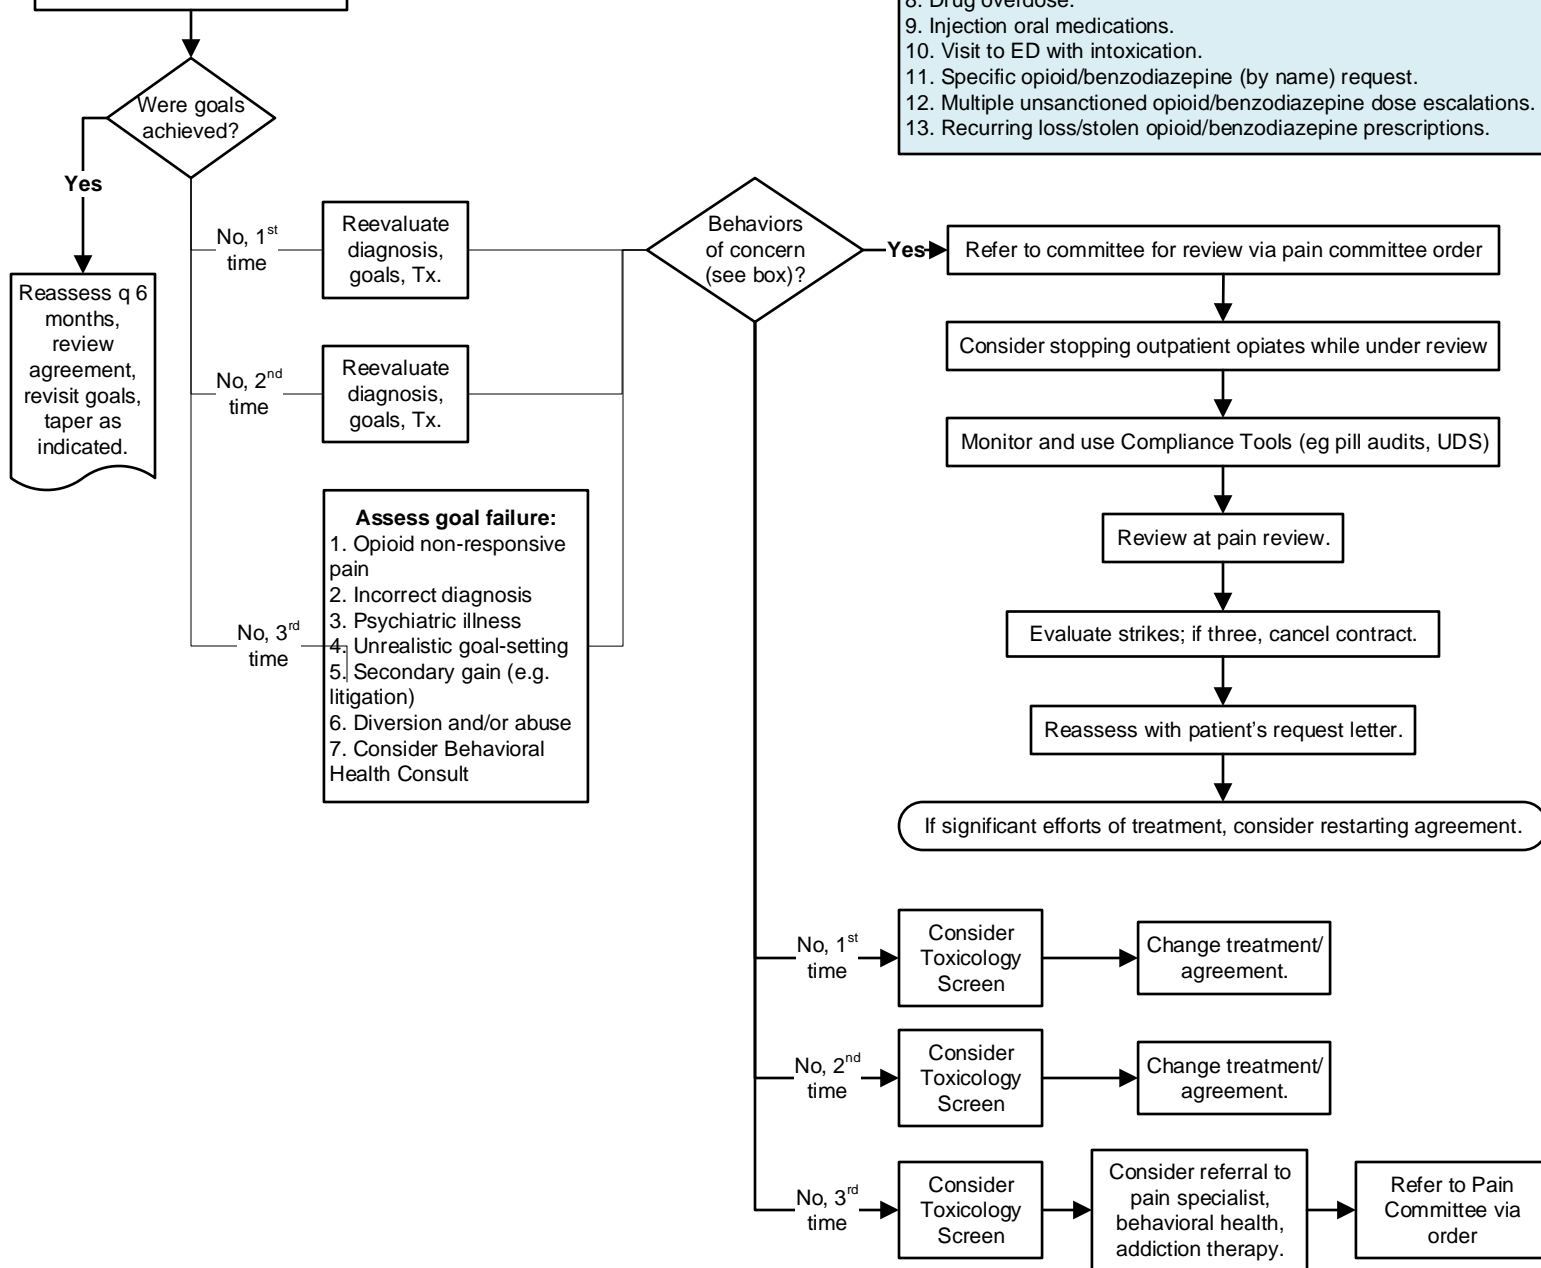 8. Drug overdose.
9. Injection oral medications.
10. Visit to ED with intoxication.
11. Specific opioid/benzodiazepine (by name) request.
12. Multiple unsanctioned opioid/benzodiazepine dose escalations.
13. Recurring loss/stolen opioid/benzodiazepine prescriptions.
Were goals
achieved?
Yes
Reassess q 6
months,
review
agreement,
revisit goals,
taper as
indicated.
No, 1st
time
Reevaluate
diagnosis,
goals, Tx.
No, 2nd
time
Reevaluate
diagnosis,
goals, Tx.
No, 3rd
time
Assess goal failure:
1. Opioid non-responsive
pain
2. Incorrect diagnosis
3. Psychiatric illness
4. Unrealistic goal-setting
5. Secondary gain (e.g.
litigation)
6. Diversion and/or abuse
7. Consider Behavioral
Health Consult
Behaviors
of concern
(see box)?
Yes
Refer to committee for review via pain committee order
Consider stopping outpatient opiates while under review
Monitor and use Compliance Tools (eg pill audits, UDS)
Review at pain review.
Evaluate strikes; if three, cancel contract.
Reassess with patient’s request letter.
If significant efforts of treatment, consider restarting agreement.
No, 1st
time
Consider
Toxicology
Screen
Change treatment/
agreement.
No, 2nd
time
Consider
Toxicology
Screen
Change treatment/
agreement.
No, 3rd
time
Consider
Toxicology
Screen
Consider referral to
pain specialist,
behavioral health,
addiction therapy.
Refer to Pain
Committee via
order